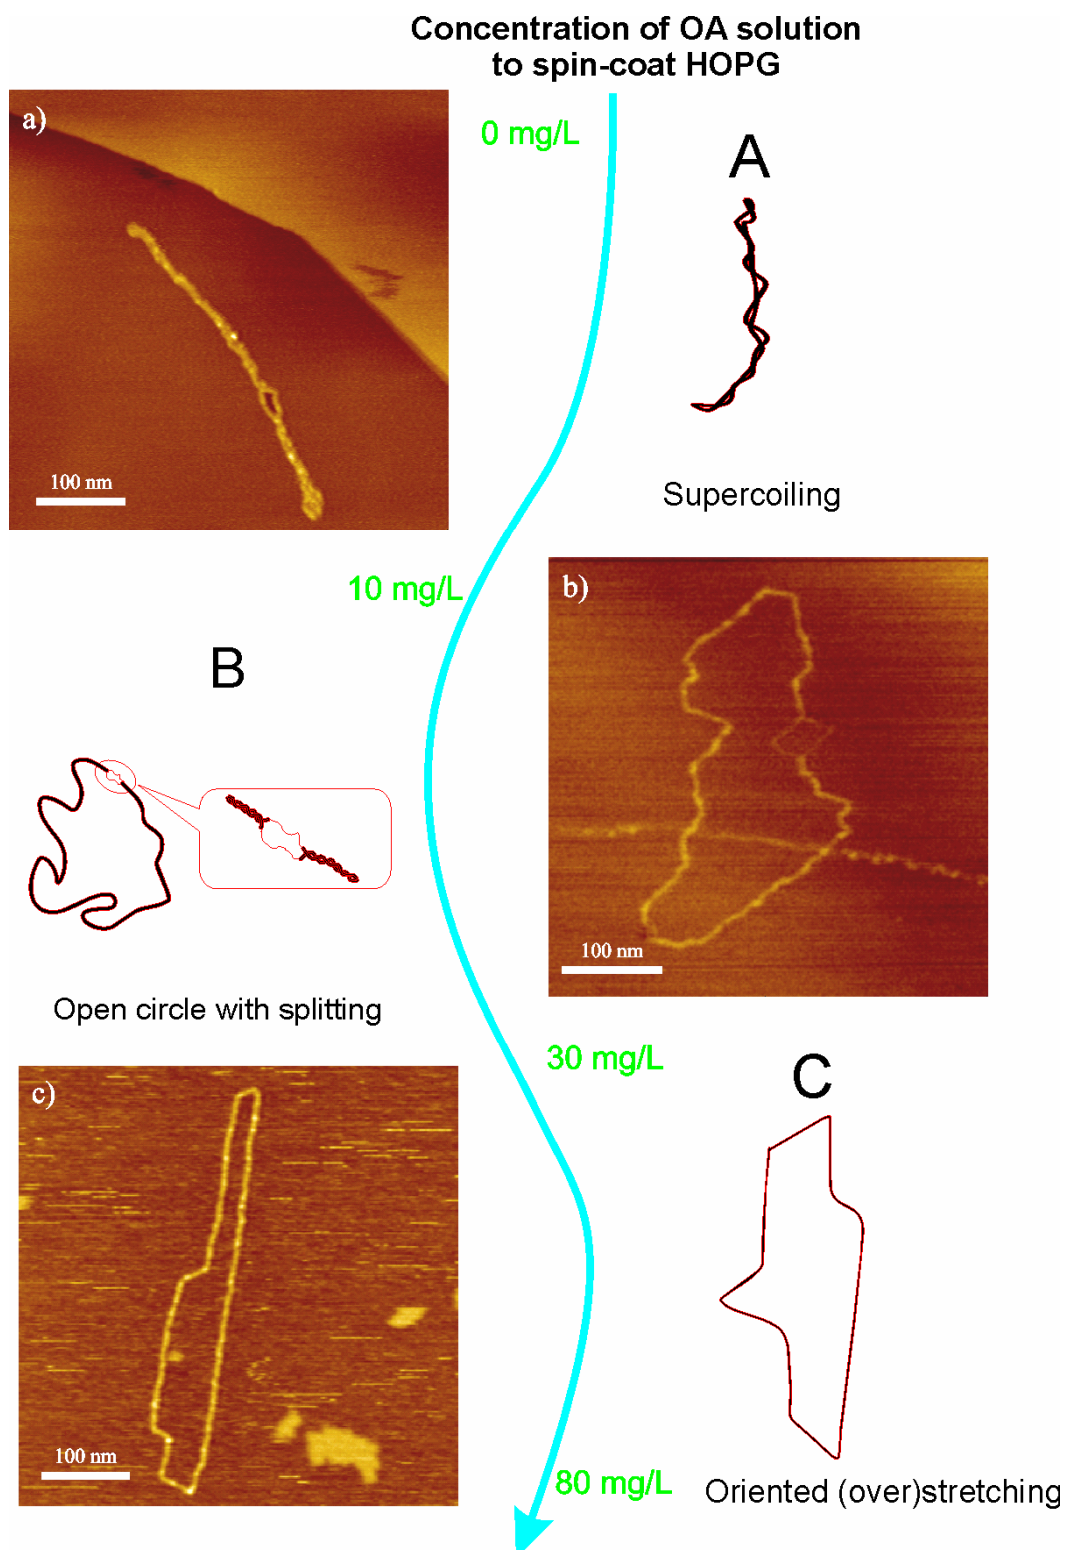 Concentration of OA solution
to spin-coat HOPG
a)
0 mg/L
A
100 nm
Supercoiling
10 mg/L
b)
B
100 nm
Open circle with splitting
30 mg/L
C
c)
100 nm
80 mg/L
Oriented (over)stretching